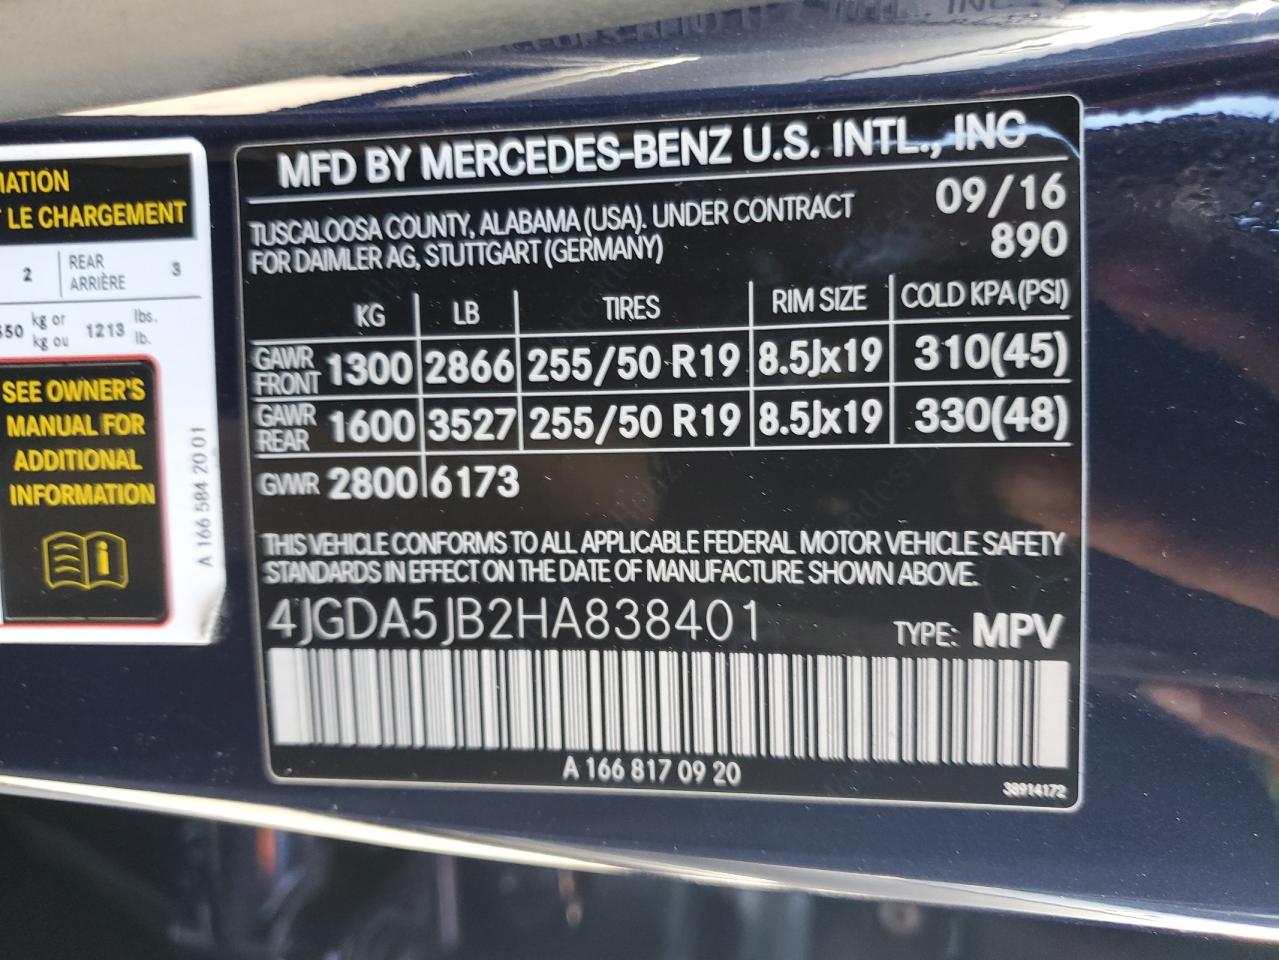 MATION
LE CHARGEMENT
2 REAR 3
ARRIÈRE
550 kg or 1213 lbs.
kg ou lb.
SEE OWNER'S
MANUAL FOR
ADDITIONAL
INFORMATION
A 166 584 20 01
MFD BY MERCEDES-BENZ U.S. INTL., INC
TUSCALOOSA COUNTY, ALABAMA (USA). UNDER CONTRACT 09/16
FOR DAIMLER AG, STUTTGART (GERMANY) 890
KG LB TIRES RIM SIZE COLD KPA (PSI)
GAWR FRONT 1300 2866 255/50 R19 8.5Jx19 310(45)
GAWR REAR 1600 3527 255/50 R19 8.5Jx19 330(48)
GVWR 2800 6173
THIS VEHICLE CONFORMS TO ALL APPLICABLE FEDERAL MOTOR VEHICLE SAFETY
STANDARDS IN EFFECT ON THE DATE OF MANUFACTURE SHOWN ABOVE.
4JGDA5JB2HA838401 TYPE: MPV
A 166 817 09 20
38914172